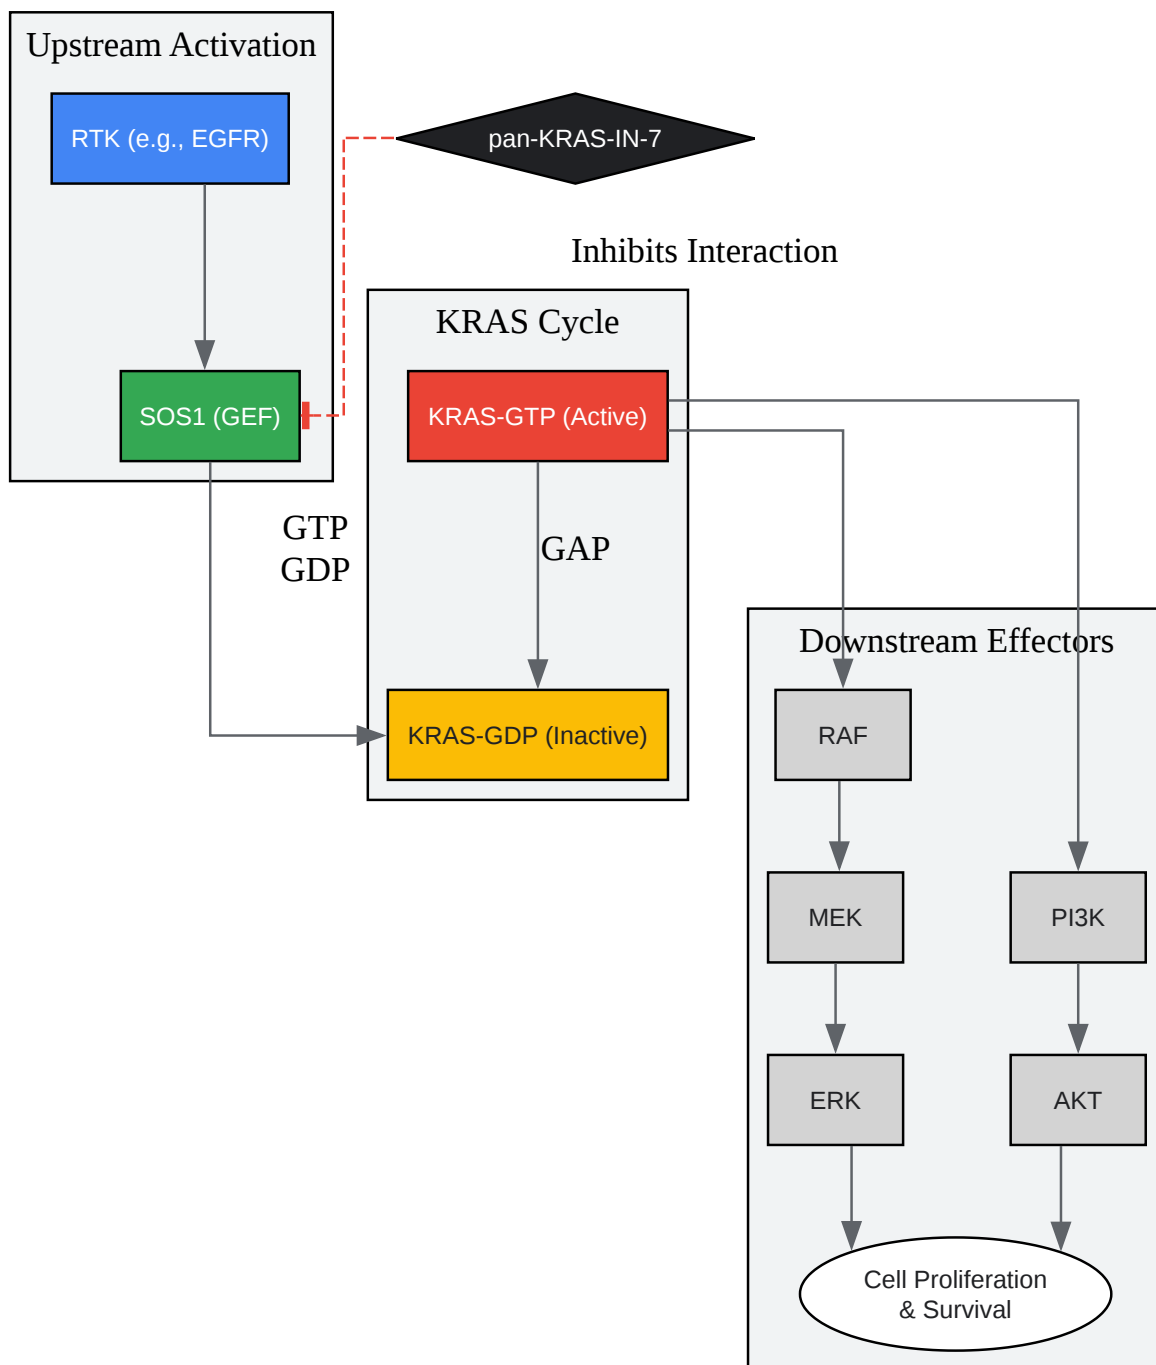 Upstream Activation
RTK (e.g., EGFR)
pan-KRAS-IN-7
Inhibits Interaction
KRAS Cycle
SOS1 (GEF)
KRAS-GTP (Active)
GTP
GDP
GAP
Downstream Effectors
KRAS-GDP (Inactive)
RAF
MEK
PI3K
ERK
AKT
Cell Proliferation
& Survival